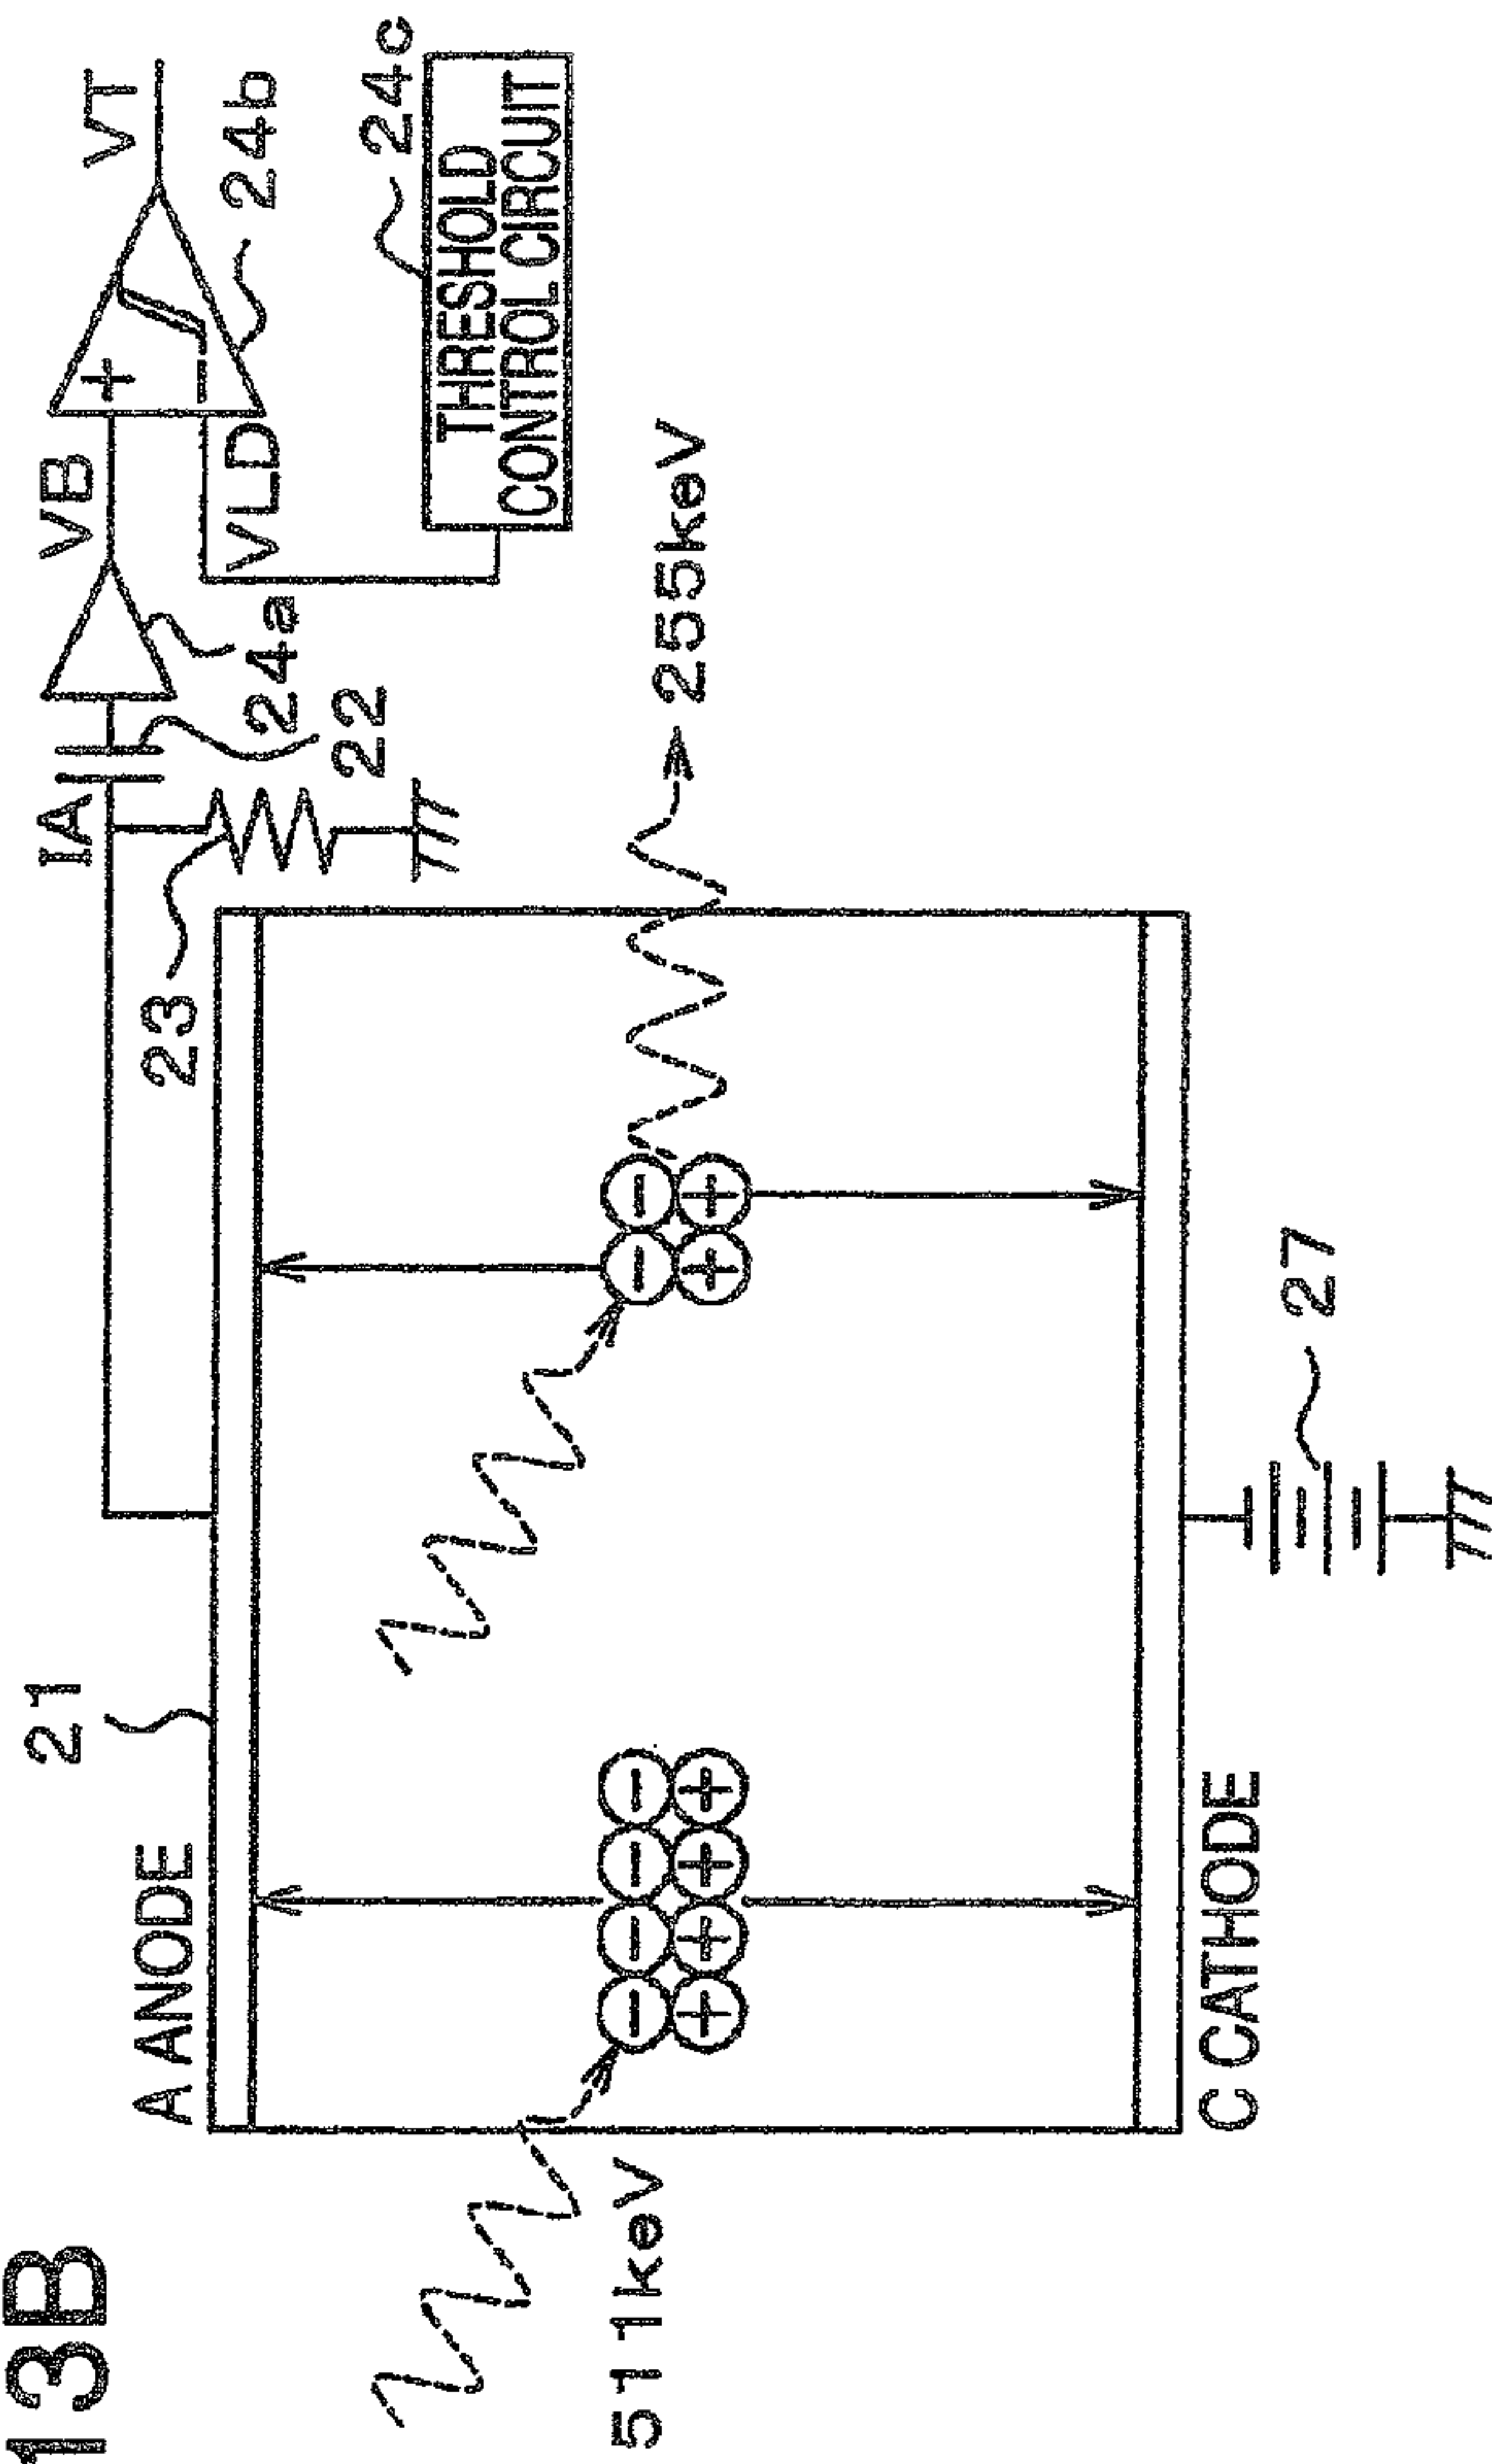 13B
21
A ANODE
23
IA
22
24a
VB
VLD
+
−
VT
24b
24c
THRESHOLD
CONTROL CIRCUIT
511keV
255keV
− − − −
+ + + +
− −
+ +
C CATHODE
27